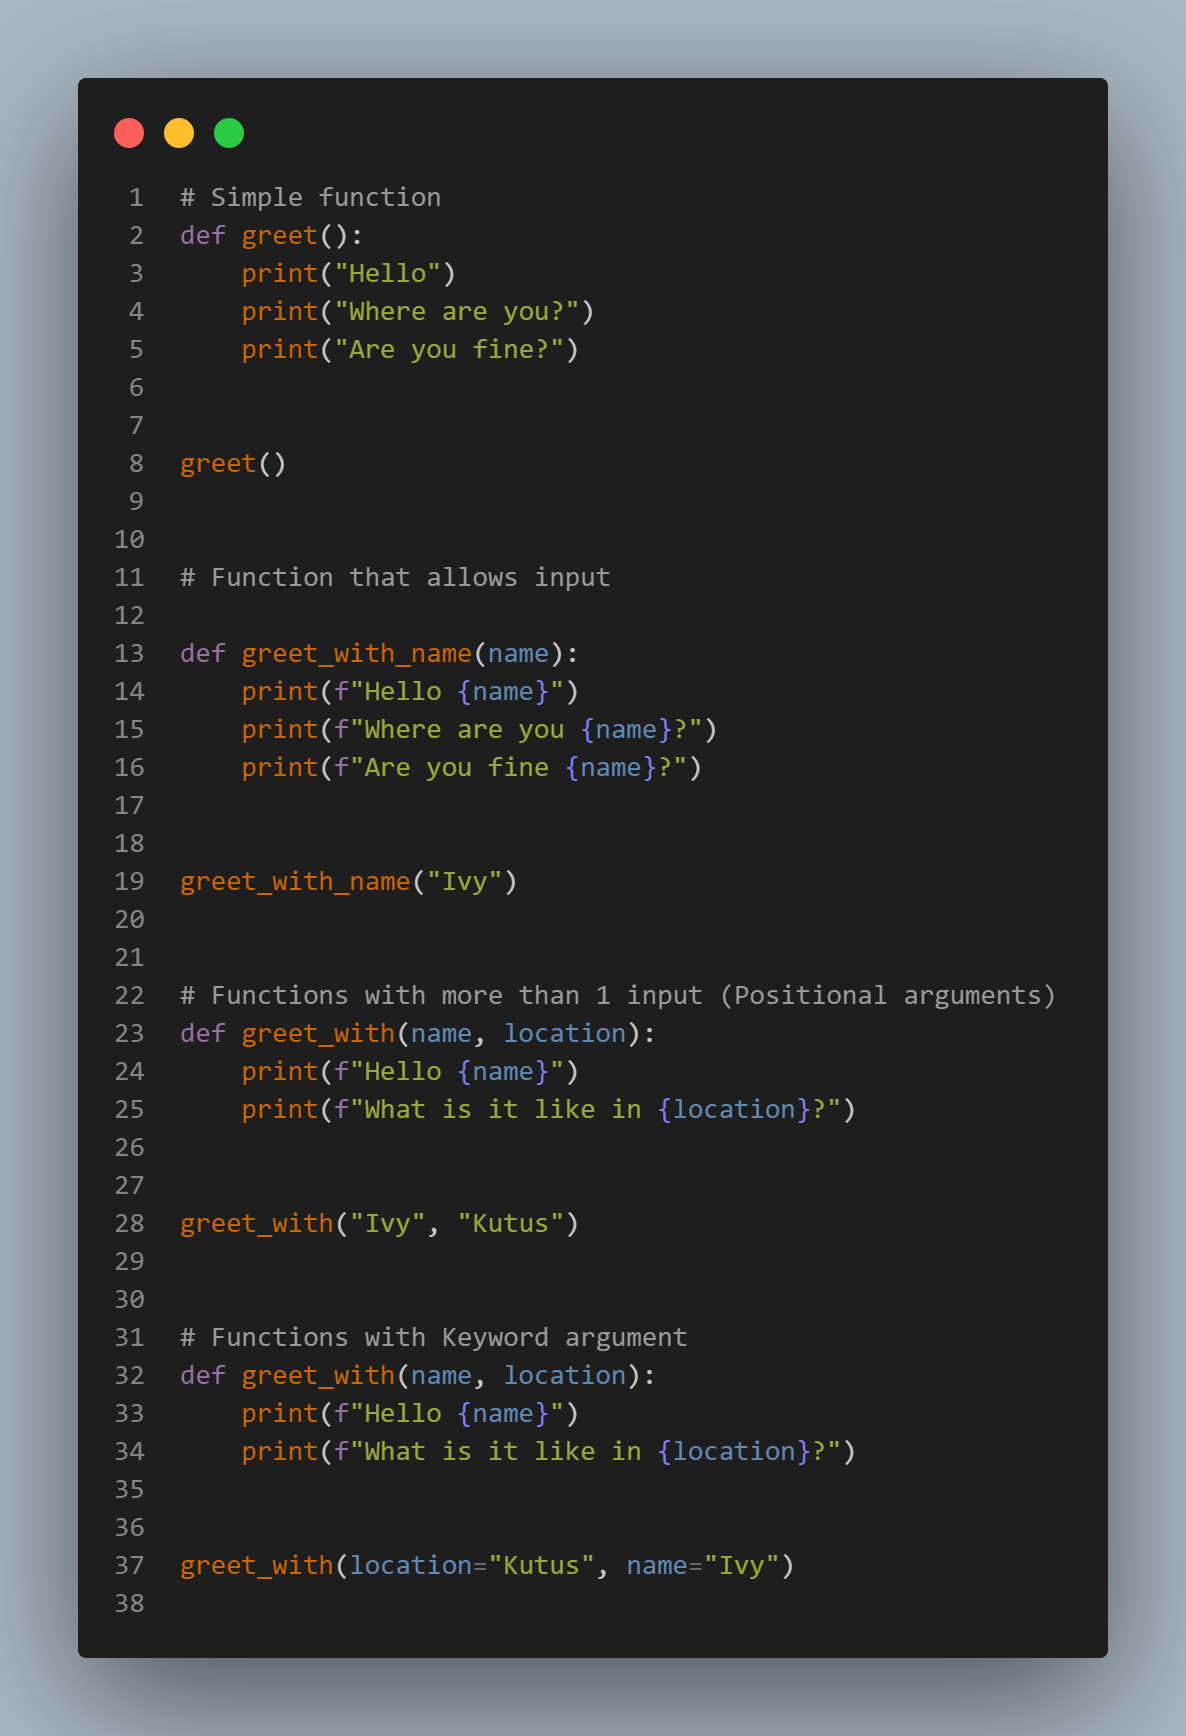 1 # Simple function
2 def greet():
3     print("Hello")
4     print("Where are you?")
5     print("Are you fine?")
6
7
8 greet()
9
10
11 # Function that allows input
12
13 def greet_with_name(name):
14     print(f"Hello {name}")
15     print(f"Where are you {name}?")
16     print(f"Are you fine {name}?")
17
18
19 greet_with_name("Ivy")
20
21
22 # Functions with more than 1 input (Positional arguments)
23 def greet_with(name, location):
24     print(f"Hello {name}")
25     print(f"What is it like in {location}?")
26
27
28 greet_with("Ivy", "Kutus")
29
30
31 # Functions with Keyword argument
32 def greet_with(name, location):
33     print(f"Hello {name}")
34     print(f"What is it like in {location}?")
35
36
37 greet_with(location="Kutus", name="Ivy")
38